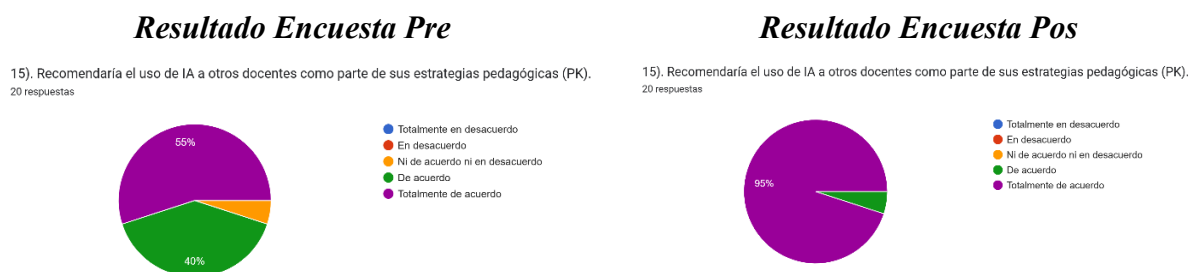 Resultado Encuesta Pre
15). Recomendaría el uso de IA a otros docentes como parte de sus estrategias pedagógicas (PK).
20 respuestas
55%
40%
Totalmente en desacuerdo
En desacuerdo
Ni de acuerdo ni en desacuerdo
De acuerdo
Totalmente de acuerdo
Resultado Encuesta Pos
15). Recomendaría el uso de IA a otros docentes como parte de sus estrategias pedagógicas (PK).
20 respuestas
95%
Totalmente en desacuerdo
En desacuerdo
Ni de acuerdo ni en desacuerdo
De acuerdo
Totalmente de acuerdo